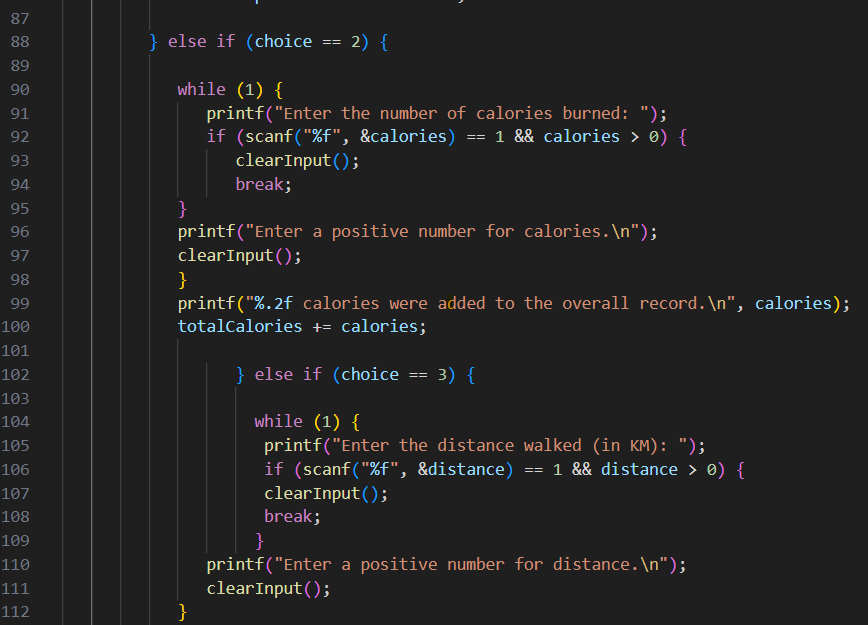 87
88 } else if (choice == 2) {
89
90 while (1) {
91 printf("Enter the number of calories burned: ");
92 if (scanf("%f", &calories) == 1 && calories > 0) {
93 clearInput();
94 break;
95 }
96 printf("Enter a positive number for calories.\n");
97 clearInput();
98 }
99 printf("%.2f calories were added to the overall record.\n", calories);
100 totalCalories += calories;
101
102 } else if (choice == 3) {
103
104 while (1) {
105 printf("Enter the distance walked (in KM): ");
106 if (scanf("%f", &distance) == 1 && distance > 0) {
107 clearInput();
108 break;
109 }
110 printf("Enter a positive number for distance.\n");
111 clearInput();
112 }